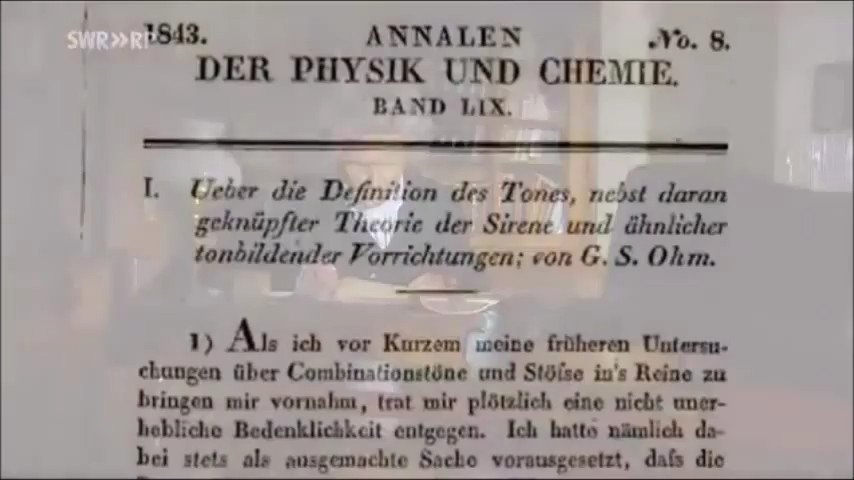 SWR»RP
1843. ANNALEN No. 8.
DER PHYSIK UND CHEMIE.
BAND LIX.
I. Ueber die Definition des Tones, nebst daran
geknüpfter Theorie der Sirene und ähnlicher
tonbildender Vorrichtungen; von G. S. Ohm.
1) Als ich vor Kurzem meine früheren Untersu-
chungen über Combinationstöne und Stöfse in's Reine zu
bringen mir vornahm, trat mir plötzlich eine nicht uner-
hebliche Bedenklichkeit entgegen. Ich hatte nämlich da-
bei stets als ausgemachte Sache vorausgesetzt, dafs die